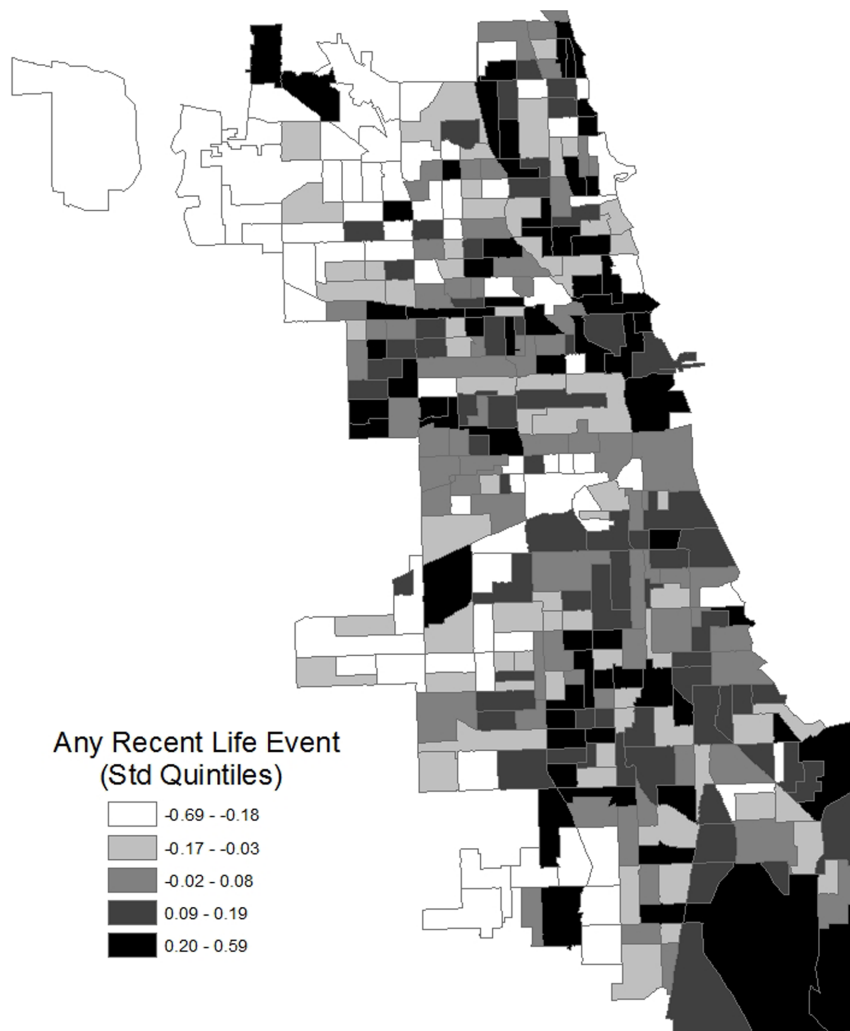 Any Recent Life Event
(Std Quintiles)
-0.69 - -0.18
-0.17 - -0.03
-0.02 - 0.08
0.09 - 0.19
0.20 - 0.59